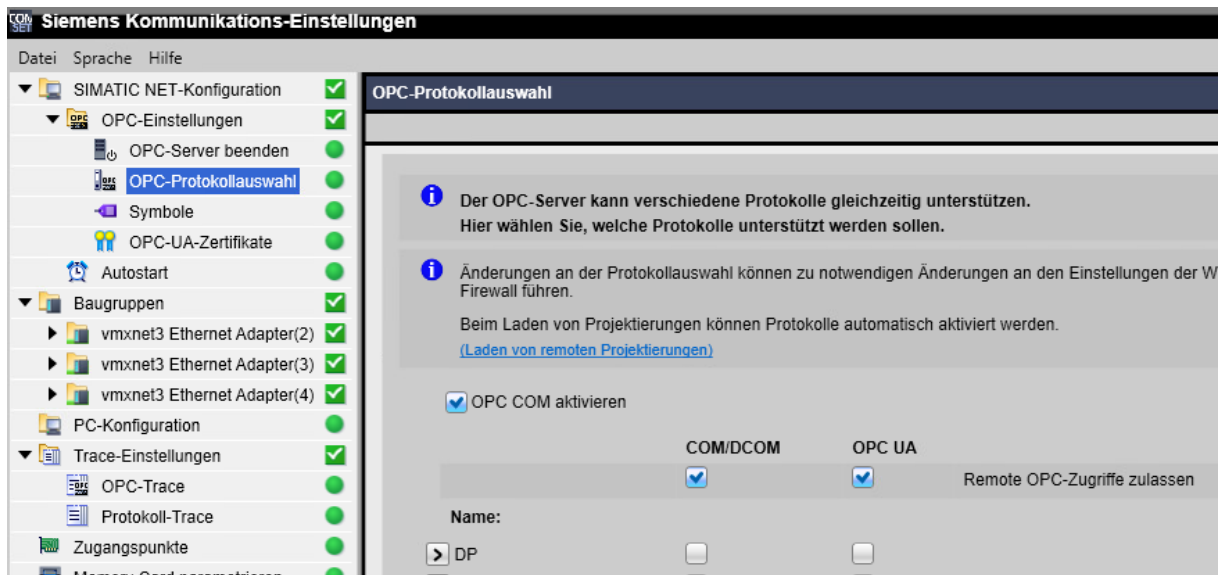 Siemens Kommunikations-Einstellungen
Datei Sprache Hilfe
SIMATIC NET-Konfiguration
OPC-Einstellungen
OPC-Server beenden
OPC-Protokollauswahl
Symbole
OPC-UA-Zertifikate
Autostart
Baugruppen
vmxnet3 Ethernet Adapter(2)
vmxnet3 Ethernet Adapter(3)
vmxnet3 Ethernet Adapter(4)
PC-Konfiguration
Trace-Einstellungen
OPC-Trace
Protokoll-Trace
Zugangspunkte
Memory Card parametrieren
OPC-Protokollauswahl
Der OPC-Server kann verschiedene Protokolle gleichzeitig unterstützen.
Hier wählen Sie, welche Protokolle unterstützt werden sollen.
Änderungen an der Protokollauswahl können zu notwendigen Änderungen an den Einstellungen der W
Firewall führen.
Beim Laden von Projektierungen können Protokolle automatisch aktiviert werden.
(Laden von remoten Projektierungen)
OPC COM aktivieren
COM/DCOM OPC UA
Remote OPC-Zugriffe zulassen
Name:
DP